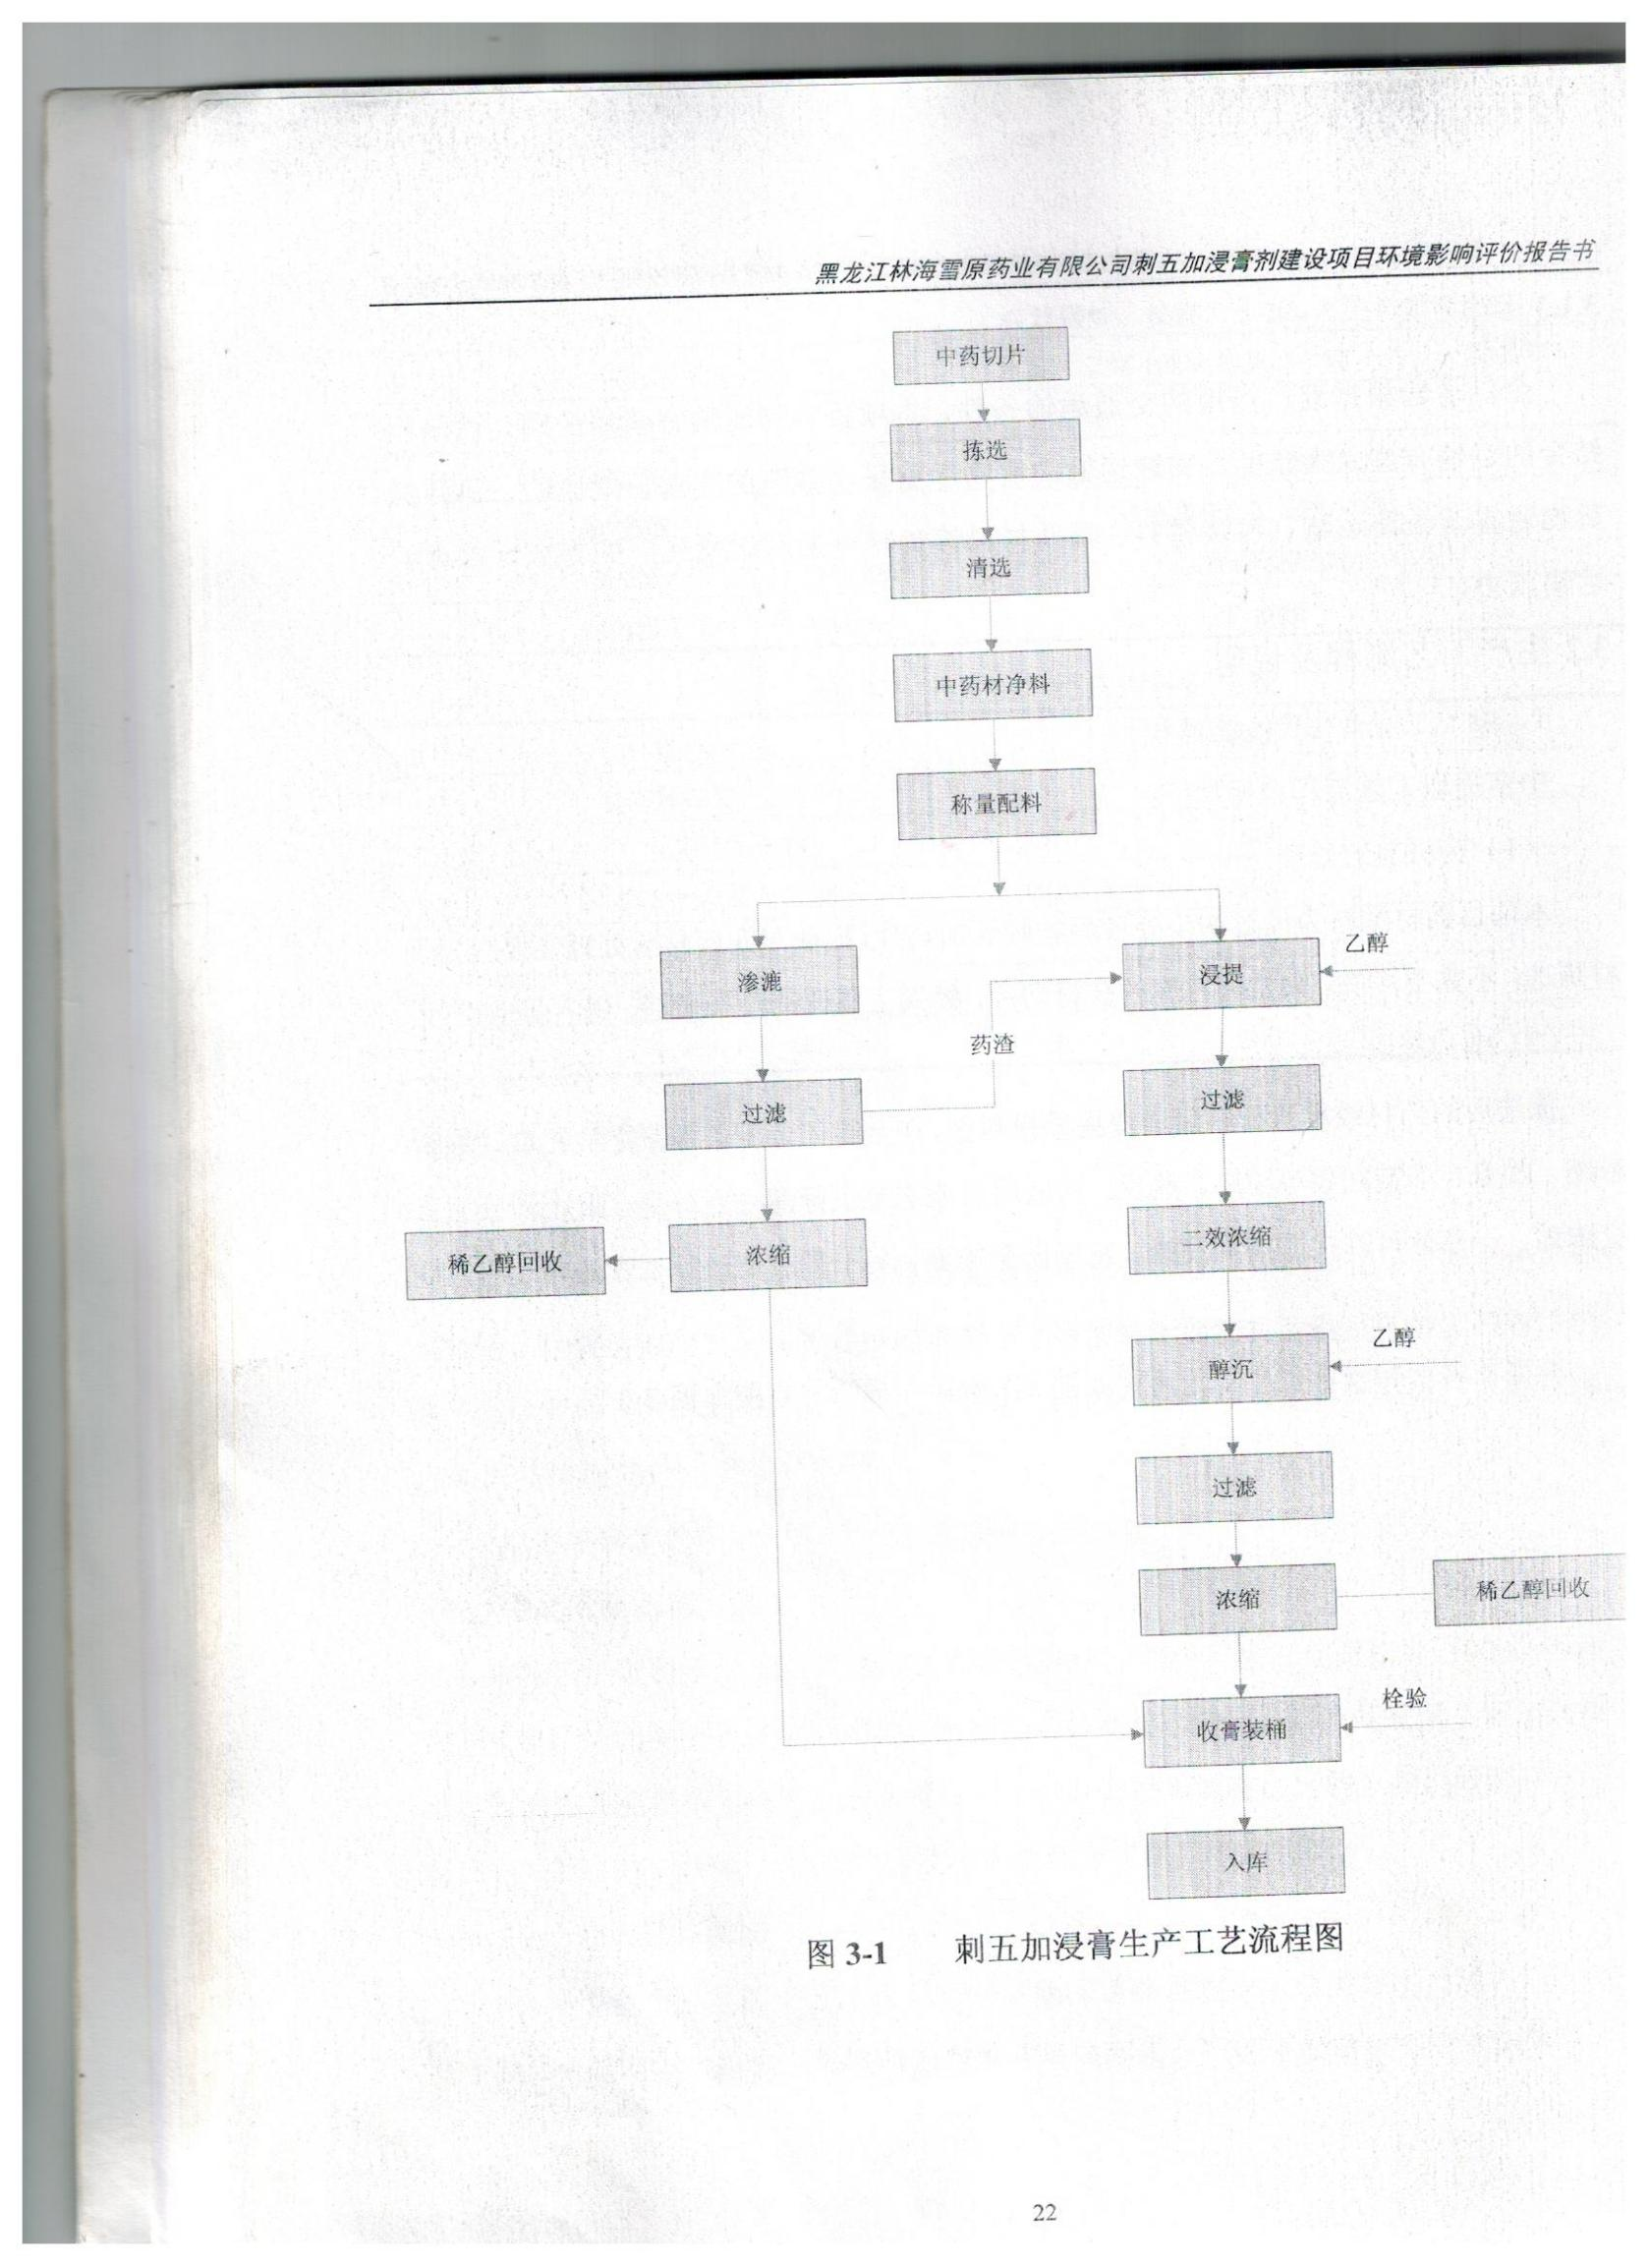 黑龙江林海雪原药业有限公司刺五加浸膏剂建设项目环境影响评价报告书
中药切片
拣选
清选
中药材净料
称量配料
渗漉
浸提
乙醇
药渣
过滤
过滤
稀乙醇回收
浓缩
二效浓缩
醇沉
乙醇
过滤
浓缩
稀乙醇回收
收膏装桶
栓验
入库
图 3-1 刺五加浸膏生产工艺流程图
22